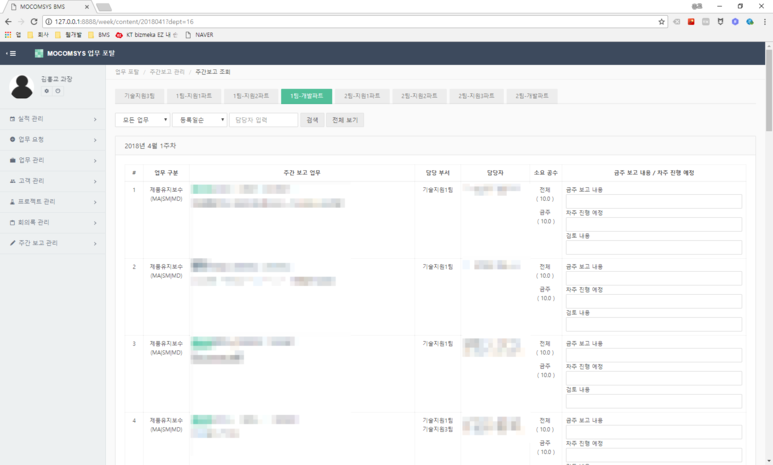 MOCOMSYS BMS
127.0.0.1:8888/week/content/2018041?dept=16
앱 회사 웹개발 BMS KT bizmeka EZ 내 손 NAVER
MOCOMSYS 업무 포탈
김홍교 과장
실적 관리
업무 요청
업무 관리
고객 관리
프로젝트 관리
회의록 관리
주간 보고 관리
업무 포탈 / 주간보고 관리 / 주간보고 조회
기술지원3팀 1팀-지원1파트 1팀-지원2파트 1팀-개발파트 2팀-지원1파트 2팀-지원2파트 2팀-지원3파트 2팀-개발파트
모든 업무 등록일순 담당자 입력 검색 전체 보기
2018년 4월 1주차
# 업무 구분 주간 보고 업무 담당 부서 담당자 소요 공수 금주 보고 내용 / 차주 진행 예정
1 제품유지보수 기술지원1팀 전체 금주 보고 내용
(MA|SM|MD) ( 10.0 )
금주 차주 진행 예정
( 10.0 )
검토 내용
2 제품유지보수 기술지원1팀 전체 금주 보고 내용
(MA|SM|MD) ( 10.0 )
금주 차주 진행 예정
( 10.0 )
검토 내용
3 제품유지보수 기술지원1팀 전체 금주 보고 내용
(MA|SM|MD) ( 10.0 )
금주 차주 진행 예정
( 10.0 )
검토 내용
4 제품유지보수 기술지원1팀 전체 금주 보고 내용
(MA|SM|MD) 기술지원3팀 ( 10.0 )
금주 차주 진행 예정
( 10.0 )